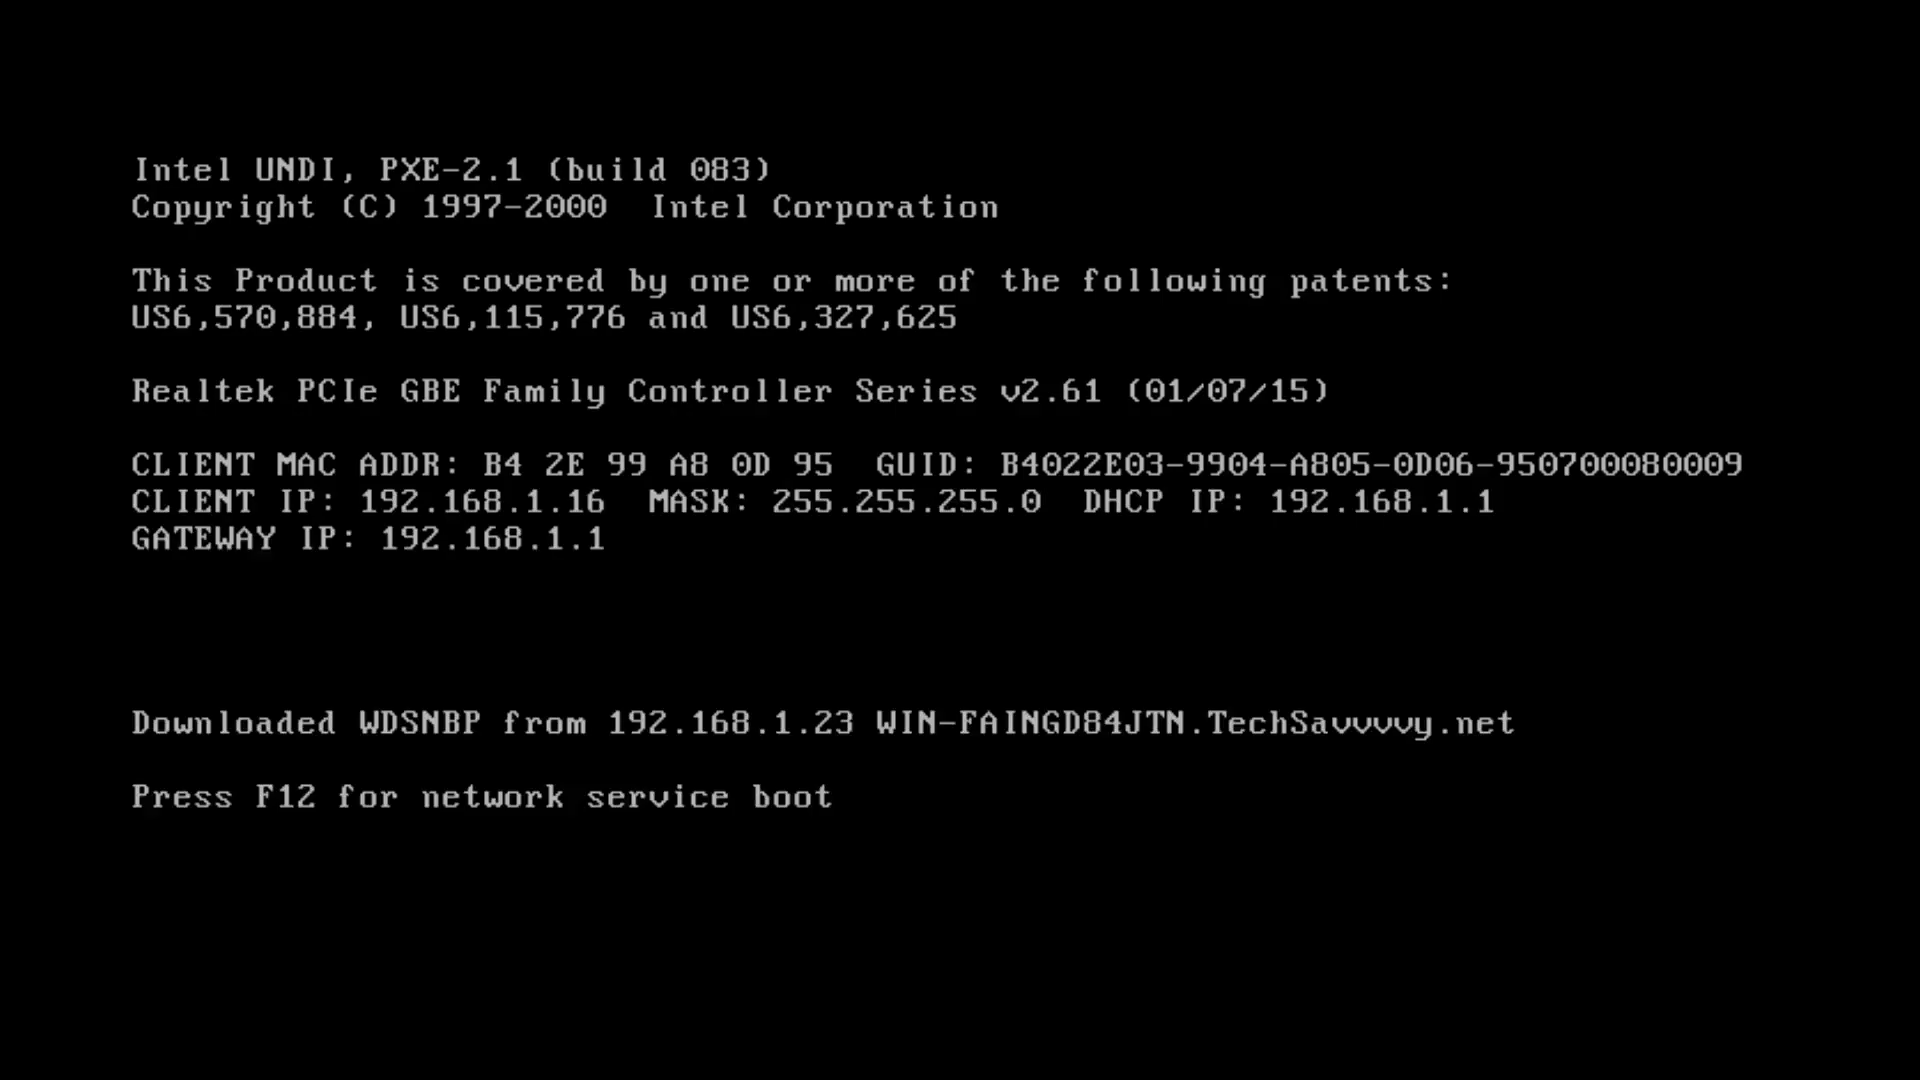 Intel UNDI, PXE-2.1 (build 083)
Copyright (C) 1997-2000  Intel Corporation
This Product is covered by one or more of the following patents:
US6,570,884, US6,115,776 and US6,327,625
Realtek PCIe GBE Family Controller Series v2.61 (01/07/15)
CLIENT MAC ADDR: B4 2E 99 A8 0D 95  GUID: B4022E03-9904-A805-0D06-950700080009
CLIENT IP: 192.168.1.16  MASK: 255.255.255.0  DHCP IP: 192.168.1.1
GATEWAY IP: 192.168.1.1
Downloaded WDSNBP from 192.168.1.23 WIN-FAINGD84JTN.TechSavvvvy.net
Press F12 for network service boot